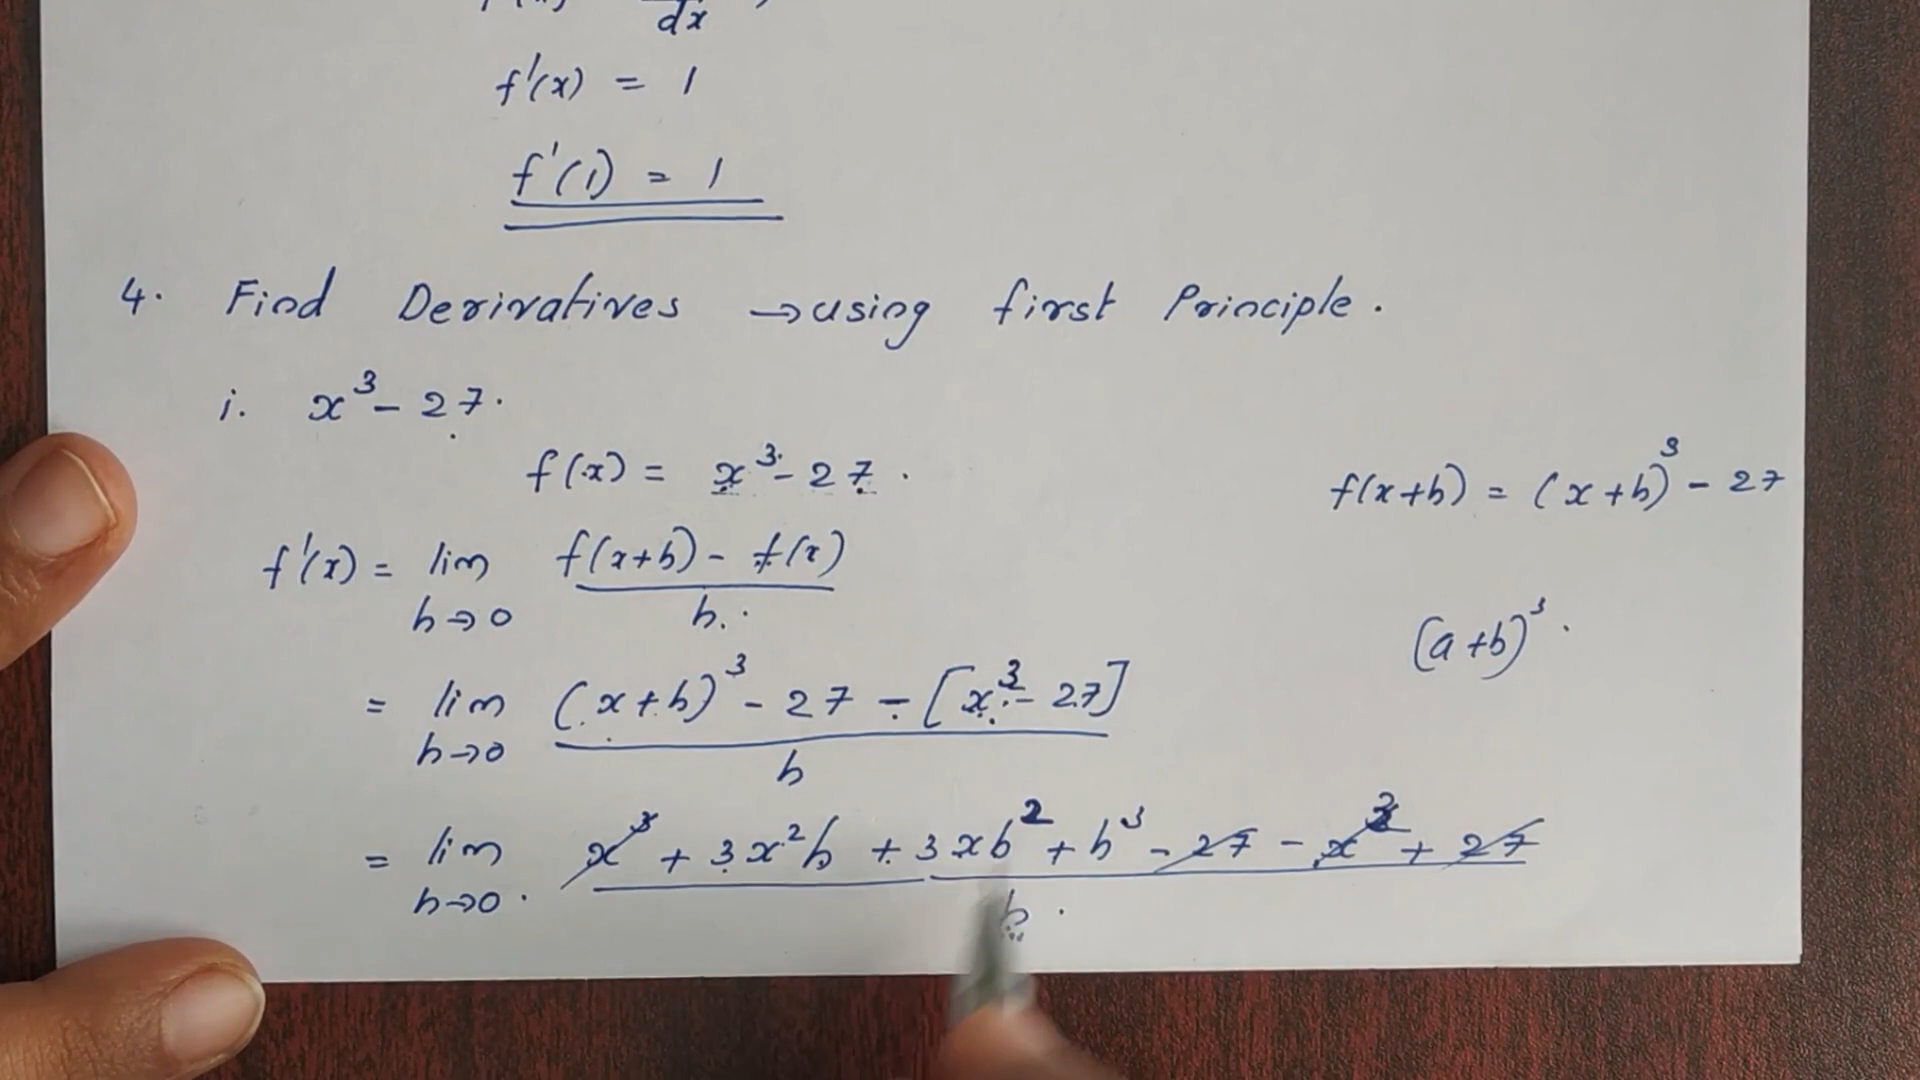 dx
f'(x) = 1
f'(1) = 1
4. Find Derivatives → using first Principle.
i. x³ - 27.
f(x) = x³ - 27.
f(x+h) = (x+h)³ - 27
f'(x) = lim h→0 f(x+h) - f(x) / h
(a+b)³.
= lim h→0 (x+h)³ - 27 - [x³ - 27] / h
= lim h→0 x³ + 3x²h + 3xh² + h³ - 27 - x³ + 27 / h